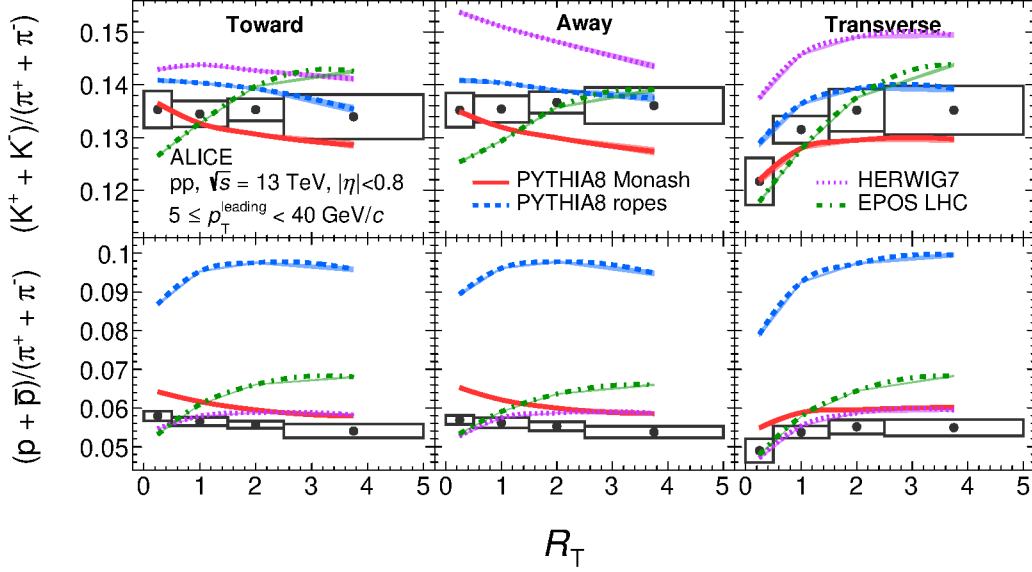 (K⁺ + K⁻)/(π⁺ + π⁻)
0.15
0.14
0.13
0.12
Toward
Away
Transverse
ALICE
pp, √s = 13 TeV, |η|<0.8
5 ≤ p_T^leading < 40 GeV/c
PYTHIA8 Monash
PYTHIA8 ropes
HERWIG7
EPOS LHC
(p + p̅)/(π⁺ + π⁻)
0.1
0.09
0.08
0.07
0.06
0.05
0 1 2 3 4 5
0 1 2 3 4 5
0 1 2 3 4 5
R_T